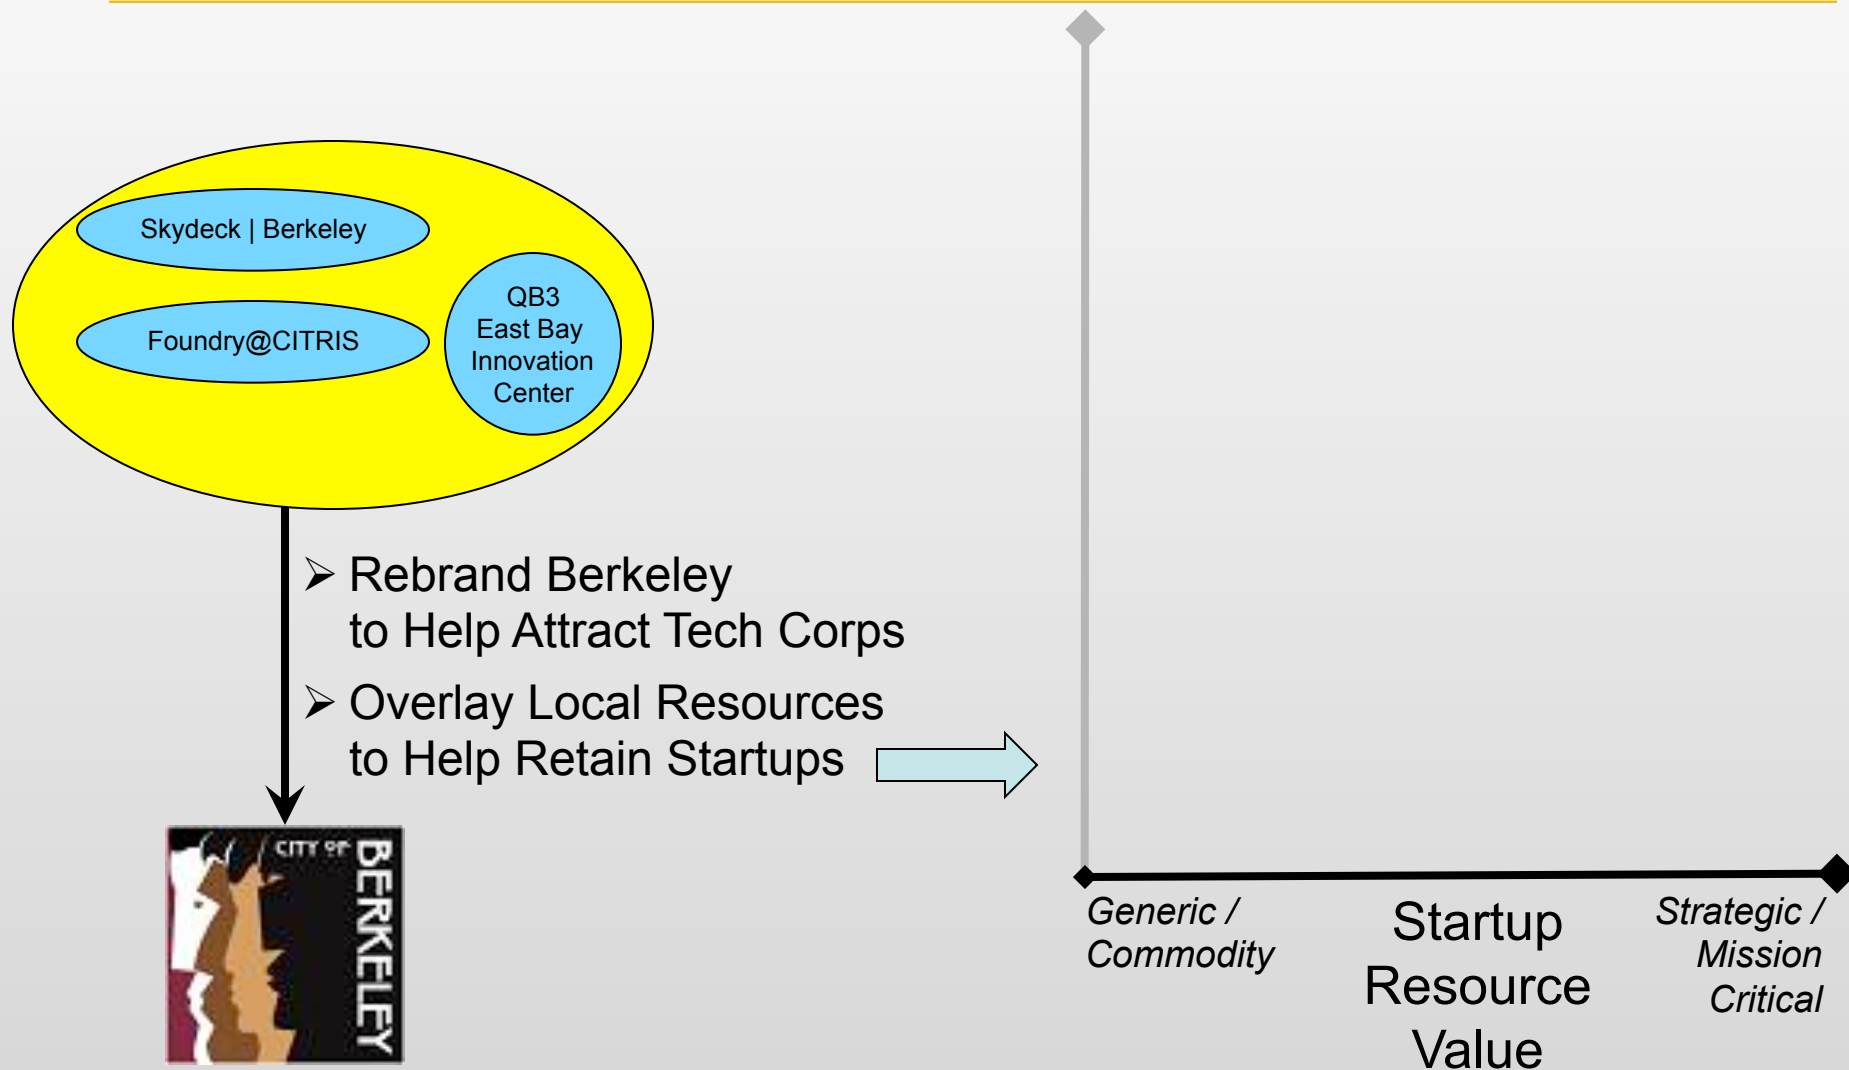 Skydeck | Berkeley
Foundry@CITRIS
QB3
East Bay
Innovation
Center
➢ Rebrand Berkeley
to Help Attract Tech Corps
➢ Overlay Local Resources
to Help Retain Startups
CITY OF
BERKELEY
Generic /
Commodity
Startup
Resource
Value
Strategic /
Mission
Critical